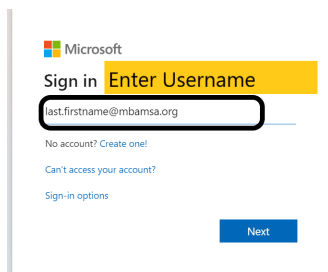 Microsoft
Sign in Enter Username
last.firstname@mbamsa.org
No account? Create one!
Can't access your account?
Sign-in options
Next